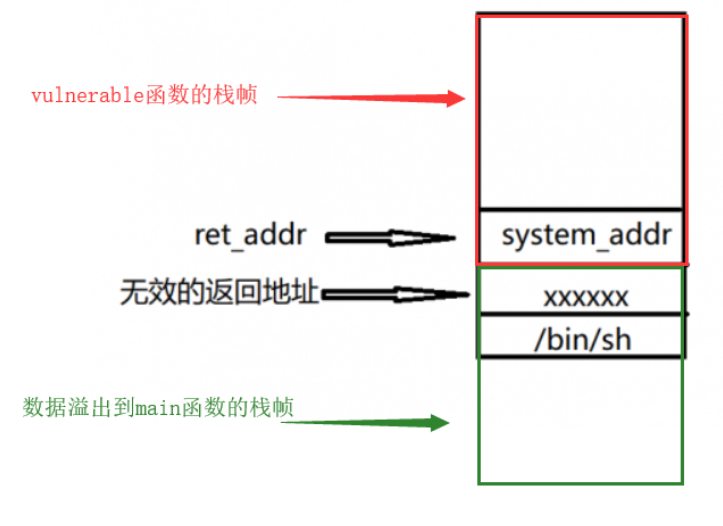 vulnerable函数的栈帧
ret_addr
system_addr
无效的返回地址
xxxxxx
/bin/sh
数据溢出到main函数的栈帧